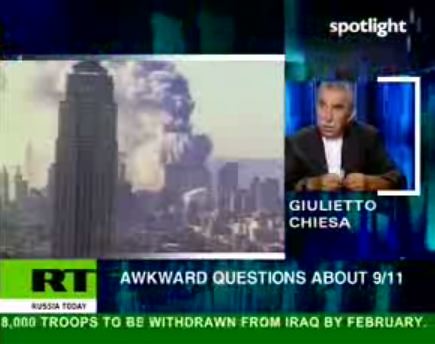 spotlight
GIULIETTO
CHIESA
RT
RUSSIA TODAY
AWKWARD QUESTIONS ABOUT 9/11
8,000 TROOPS TO BE WITHDRAWN FROM IRAQ BY FEBRUARY.